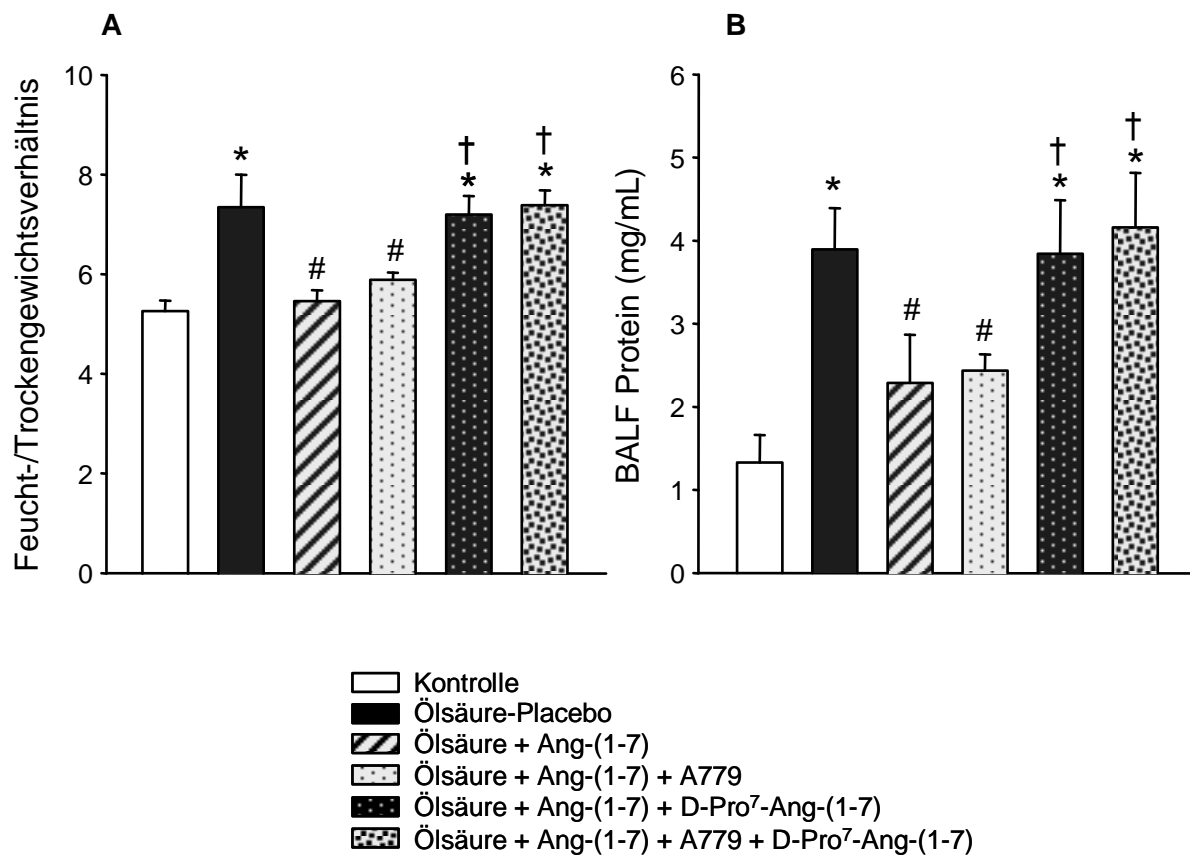 A
B
Feucht-/Trockengewichtsverhältnis
10
8
6
4
2
0
*
#
#
†
*
†
*
BALF Protein (mg/mL)
6
5
4
3
2
1
0
*
#
#
†
*
†
*
Kontrolle
Ölsäure-Placebo
Ölsäure + Ang-(1-7)
Ölsäure + Ang-(1-7) + A779
Ölsäure + Ang-(1-7) + D-Pro⁷-Ang-(1-7)
Ölsäure + Ang-(1-7) + A779 + D-Pro⁷-Ang-(1-7)